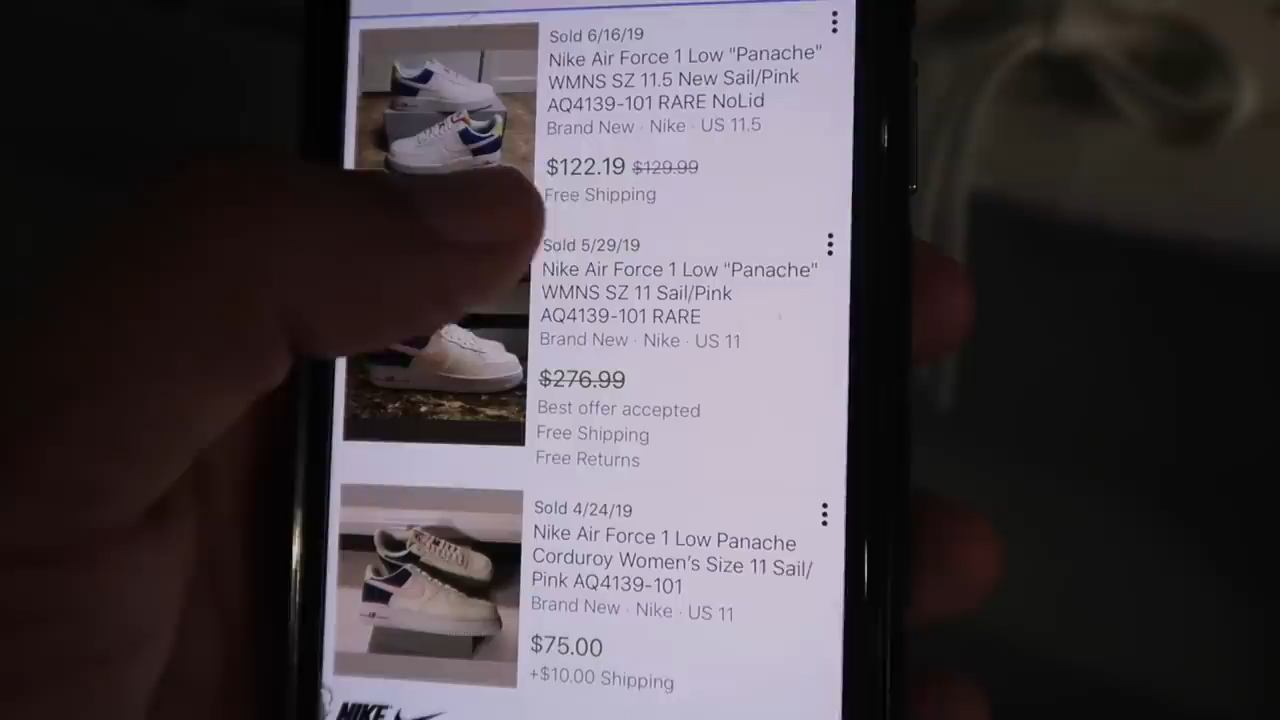 Sold 6/16/19
Nike Air Force 1 Low "Panache"
WMNS SZ 11.5 New Sail/Pink
AQ4139-101 RARE NoLid
Brand New · Nike · US 11.5
$122.19 $129.99
Free Shipping
Sold 5/29/19
Nike Air Force 1 Low "Panache"
WMNS SZ 11 Sail/Pink
AQ4139-101 RARE
Brand New · Nike · US 11
$276.99
Best offer accepted
Free Shipping
Free Returns
Sold 4/24/19
Nike Air Force 1 Low Panache
Corduroy Women's Size 11 Sail/
Pink AQ4139-101
Brand New · Nike · US 11
$75.00
+$10.00 Shipping
NIKE